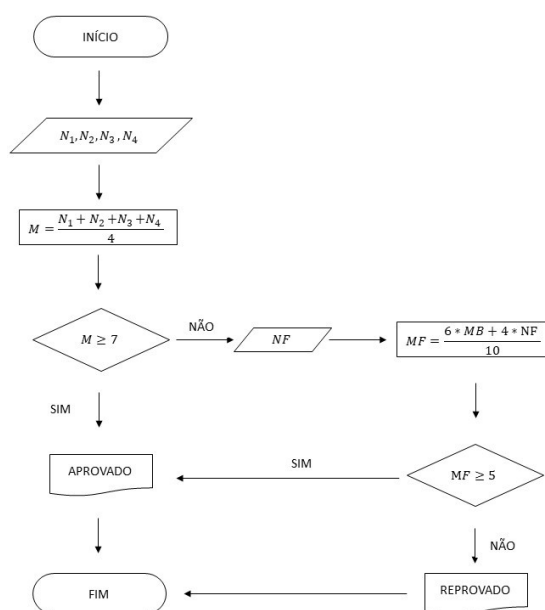 INÍCIO
N₁,N₂,N₃,N₄
M = (N₁ + N₂ + N₃ + N₄)/4
M ≥ 7
NÃO
NF
MF = (6 * MB + 4 * NF)/10
SIM
APROVADO
SIM
MF ≥ 5
NÃO
FIM
REPROVADO